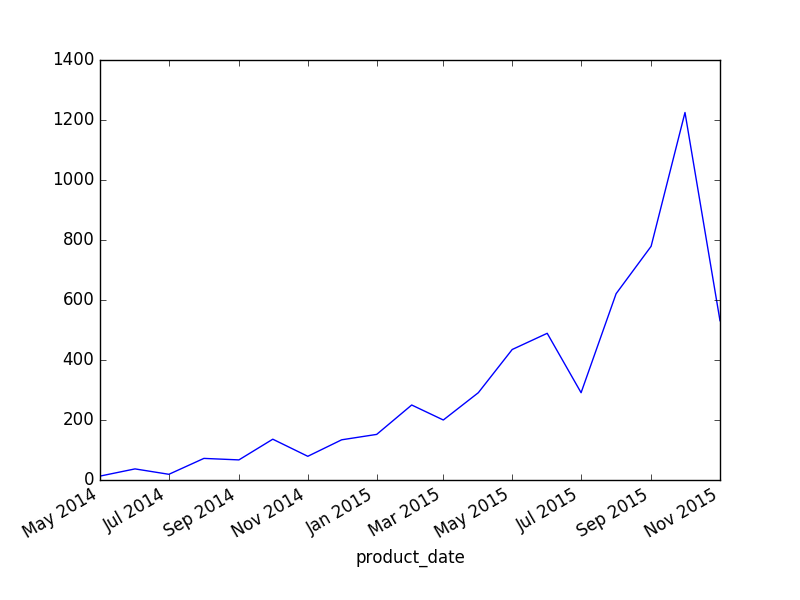 1400
1200
1000
800
600
400
200
0
May 2014
Jul 2014
Sep 2014
Nov 2014
Jan 2015
Mar 2015
May 2015
Jul 2015
Sep 2015
Nov 2015
product_date